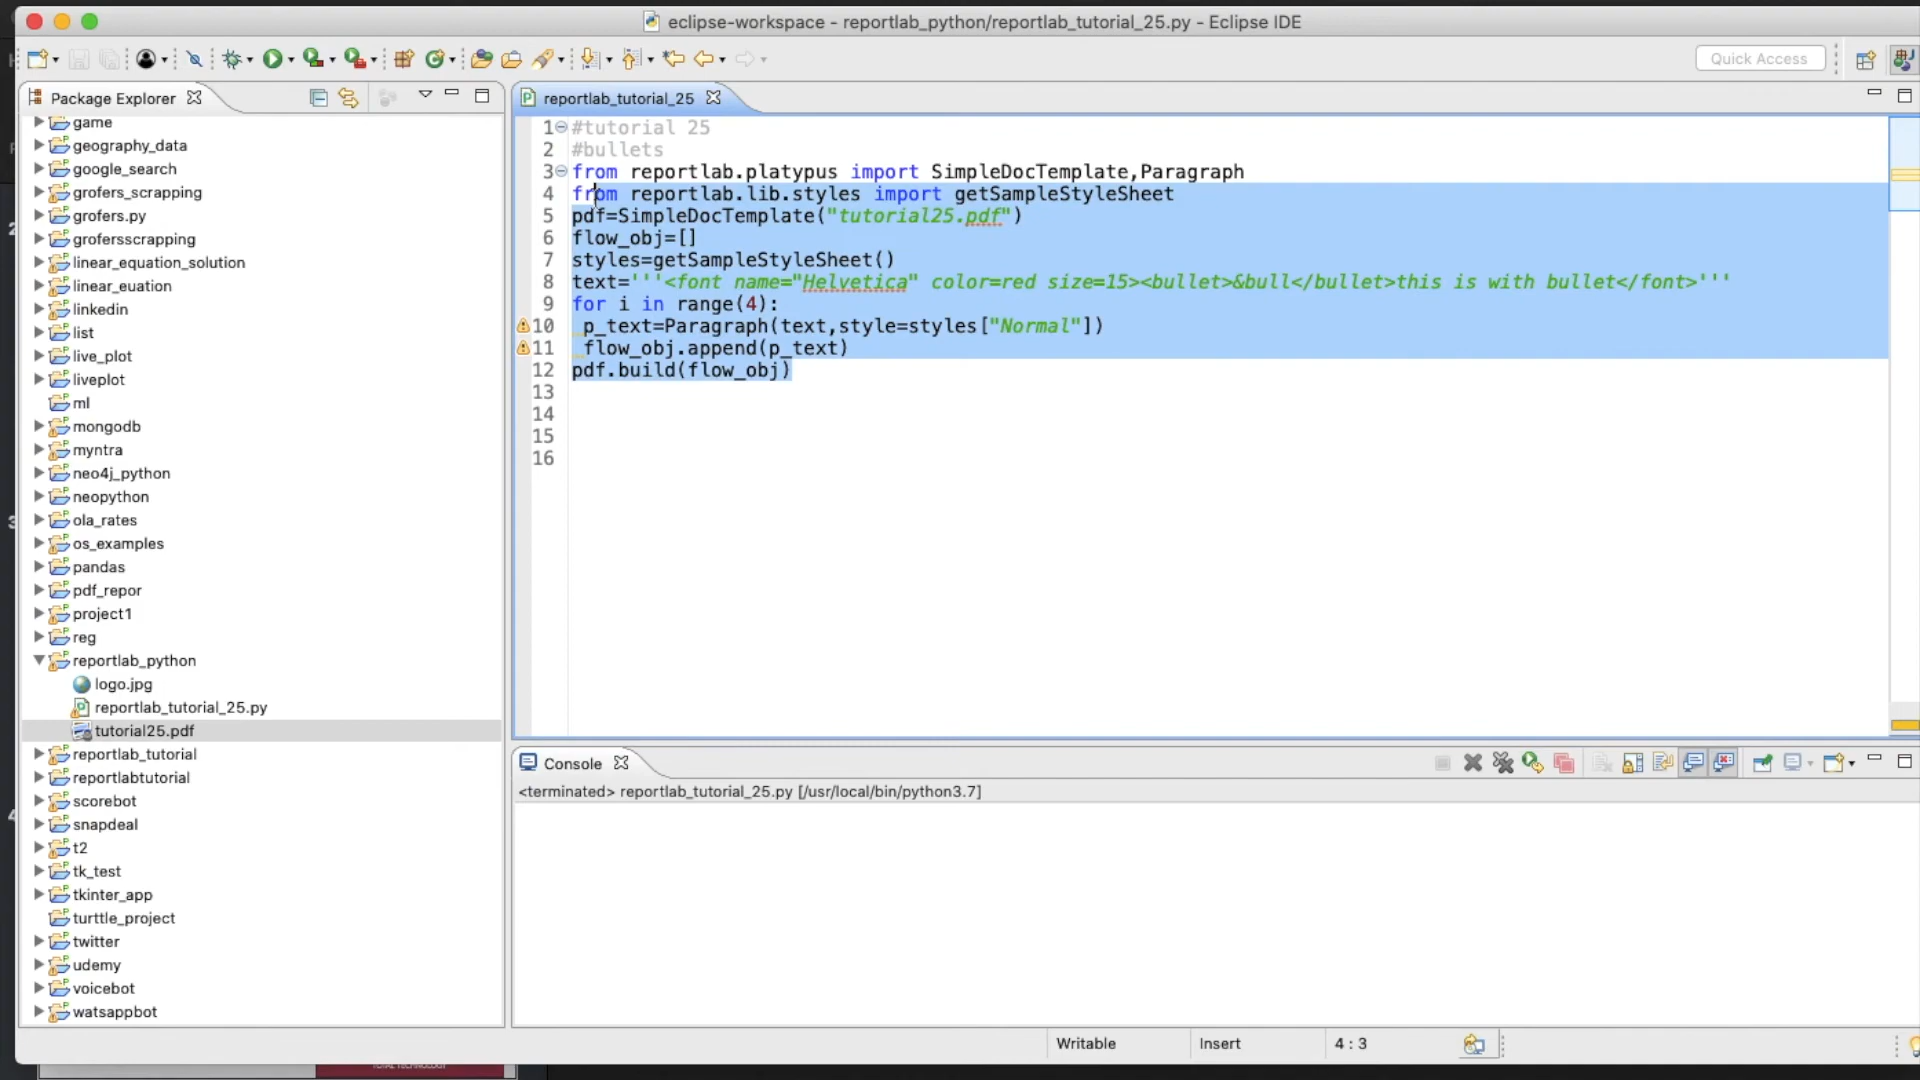 eclipse-workspace - reportlab_python/reportlab_tutorial_25.py - Eclipse IDE
Quick Access
Package Explorer
game
geography_data
google_search
grofers_scrapping
grofers.py
grofersscrapping
linear_equation_solution
linear_euation
linkedin
list
live_plot
liveplot
ml
mongodb
myntra
neo4j_python
neopython
ola_rates
os_examples
pandas
pdf_repor
project1
reg
reportlab_python
logo.jpg
reportlab_tutorial_25.py
tutorial25.pdf
reportlab_tutorial
reportlabtutorial
scorebot
snapdeal
t2
tk_test
tkinter_app
turttle_project
twitter
udemy
voicebot
watsappbot
reportlab_tutorial_25
1 #tutorial 25
2 #bullets
3 from reportlab.platypus import SimpleDocTemplate,Paragraph
4 from reportlab.lib.styles import getSampleStyleSheet
5 pdf=SimpleDocTemplate("tutorial25.pdf")
6 flow_obj=[]
7 styles=getSampleStyleSheet()
8 text='''<font name="Helvetica" color=red size=15><bullet>&bull</bullet>this is with bullet</font>'''
9 for i in range(4):
10 p_text=Paragraph(text,style=styles["Normal"])
11 flow_obj.append(p_text)
12 pdf.build(flow_obj)
13
14
15
16
Console
<terminated> reportlab_tutorial_25.py [/usr/local/bin/python3.7]
Writable Insert 4 : 3